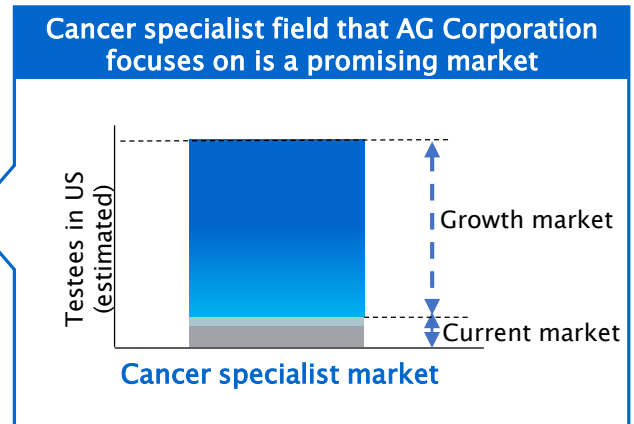 Cancer specialist field that AG Corporation
focuses on is a promising market
Testees in US
(estimated)
Growth market
Current market
Cancer specialist market